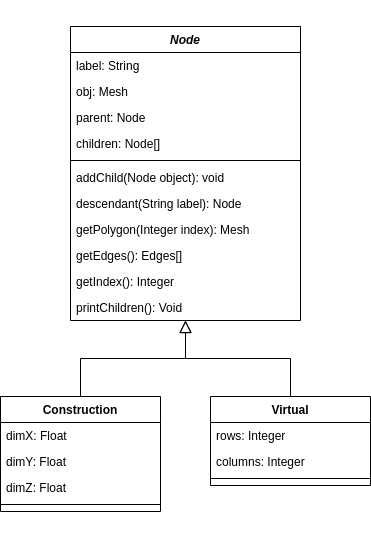 Node
label: String
obj: Mesh
parent: Node
children: Node[]
addChild(Node object): void
descendant(String label): Node
getPolygon(Integer index): Mesh
getEdges(): Edges[]
getIndex(): Integer
printChildren(): Void
Construction
dimX: Float
dimY: Float
dimZ: Float
Virtual
rows: Integer
columns: Integer